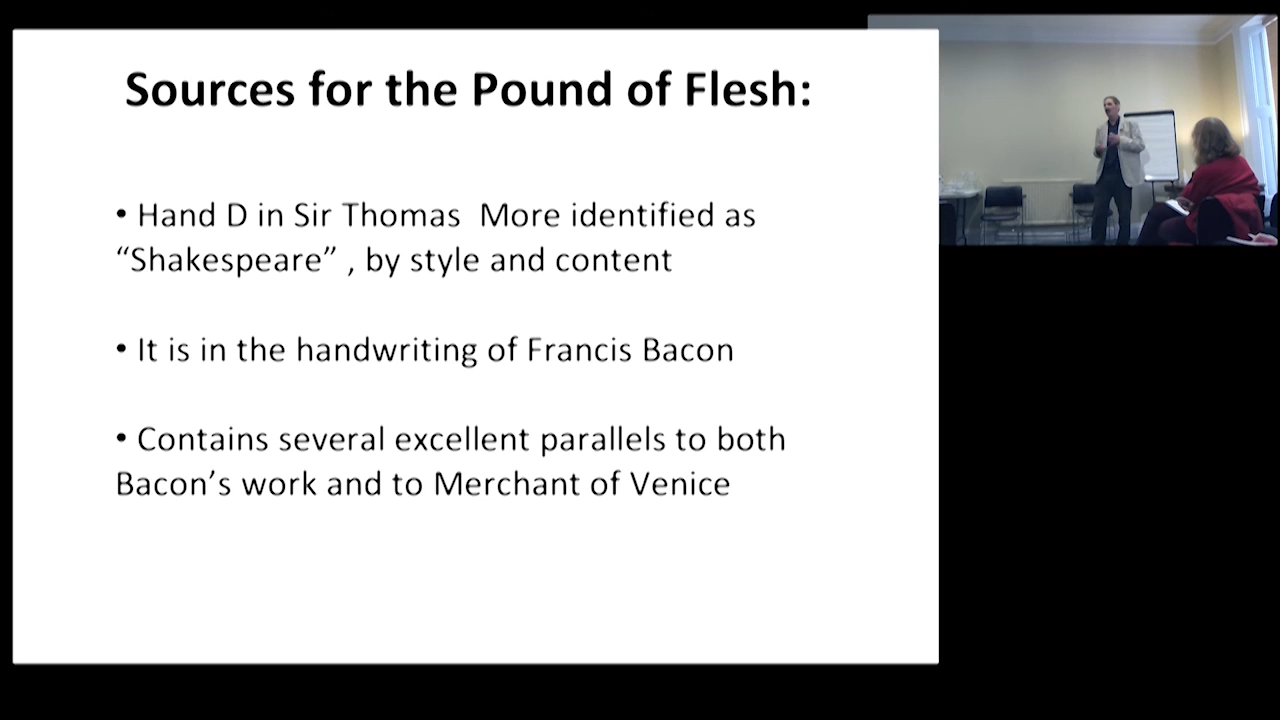 Sources for the Pound of Flesh:
• Hand D in Sir Thomas  More identified as
“Shakespeare” , by style and content
• It is in the handwriting of Francis Bacon
• Contains several excellent parallels to both
Bacon’s work and to Merchant of Venice